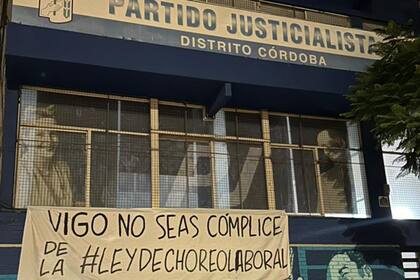 PARTIDO JUSTICIALISTA
DISTRITO CÓRDOBA
VIGO NO SEAS CÓMPLICE
DE
LA #LEYDECHOREOLABORAL